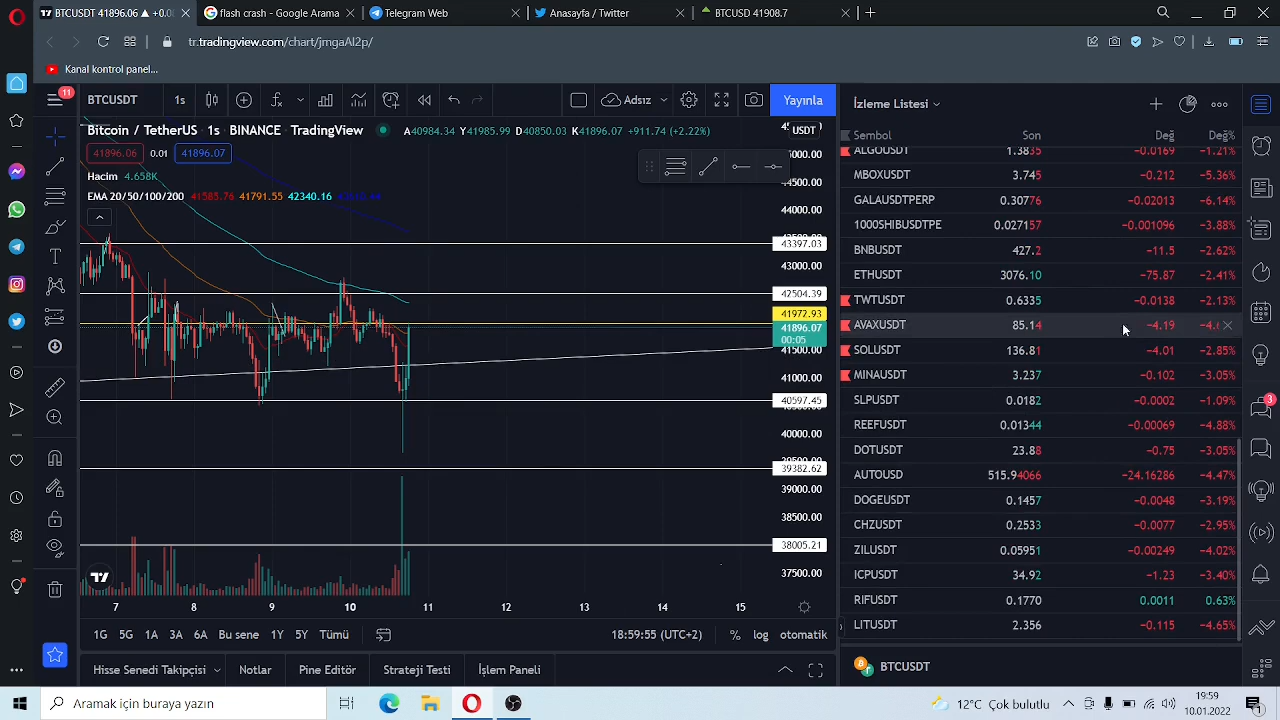 BTCUSDT 41896.06 ▲ +0.0
flash crash - Google Arama
Telegram Web
Anasayfa / Twitter
BTCUSD 41908.7
tr.tradingview.com/chart/jmgaAl2p/
Kanal kontrol panel...
11
BTCUSDT
1s
Adsız
Yayınla
Bitcoin / TetherUS · 1s · BINANCE · TradingView
A40984.34 Y41985.99 D40850.03 K41896.07 +911.74 (+2.22%)
41896.06
0.01
41896.07
Hacim 4.658K
EMA 20/50/100/200 41585.76 41791.55 42340.16
USDT
45000.00
44500.00
44000.00
43397.03
43000.00
42504.39
41972.93
41896.07
00:05
41500.00
41000.00
40597.45
40000.00
39382.62
39000.00
38500.00
38005.21
37500.00
7 8 9 10 11 12 13 14 15
1G 5G 1A 3A 6A Bu sene 1Y 5Y Tümü
18:59:55 (UTC+2)
% log otomatik
Hisse Senedi Takipçisi
Notlar
Pine Editör
Strateji Testi
İşlem Paneli
İzleme Listesi
Sembol Son Değ Değ%
ALGOUSDT 1.3835 −0.0169 −1.21%
MBOXUSDT 3.745 −0.212 −5.36%
GALAUSDTPERP 0.30776 −0.02013 −6.14%
1000SHIBUSDTPE 0.027157 −0.001096 −3.88%
BNBUSDT 427.2 −11.5 −2.62%
ETHUSDT 3076.10 −75.87 −2.41%
TWTUSDT 0.6335 −0.0138 −2.13%
AVAXUSDT 85.14 −4.19
SOLUSDT 136.81 −4.01 −2.85%
MINAUSDT 3.237 −0.102 −3.05%
SLPUSDT 0.0182 −0.0002 −1.09%
REEFUSDT 0.01344 −0.00069 −4.88%
DOTUSDT 23.88 −0.75 −3.05%
AUTOUSD 515.94066 −24.16286 −4.47%
DOGEUSDT 0.1457 −0.0048 −3.19%
CHZUSDT 0.2533 −0.0077 −2.95%
ZILUSDT 0.05951 −0.00249 −4.02%
ICPUSDT 34.92 −1.23 −3.40%
RIFUSDT 0.1770 0.0011 0.63%
LITUSDT 2.356 −0.115 −4.65%
BTCUSDT
3
Aramak için buraya yazın
12°C Çok bulutlu
19:59
10.01.2022
1